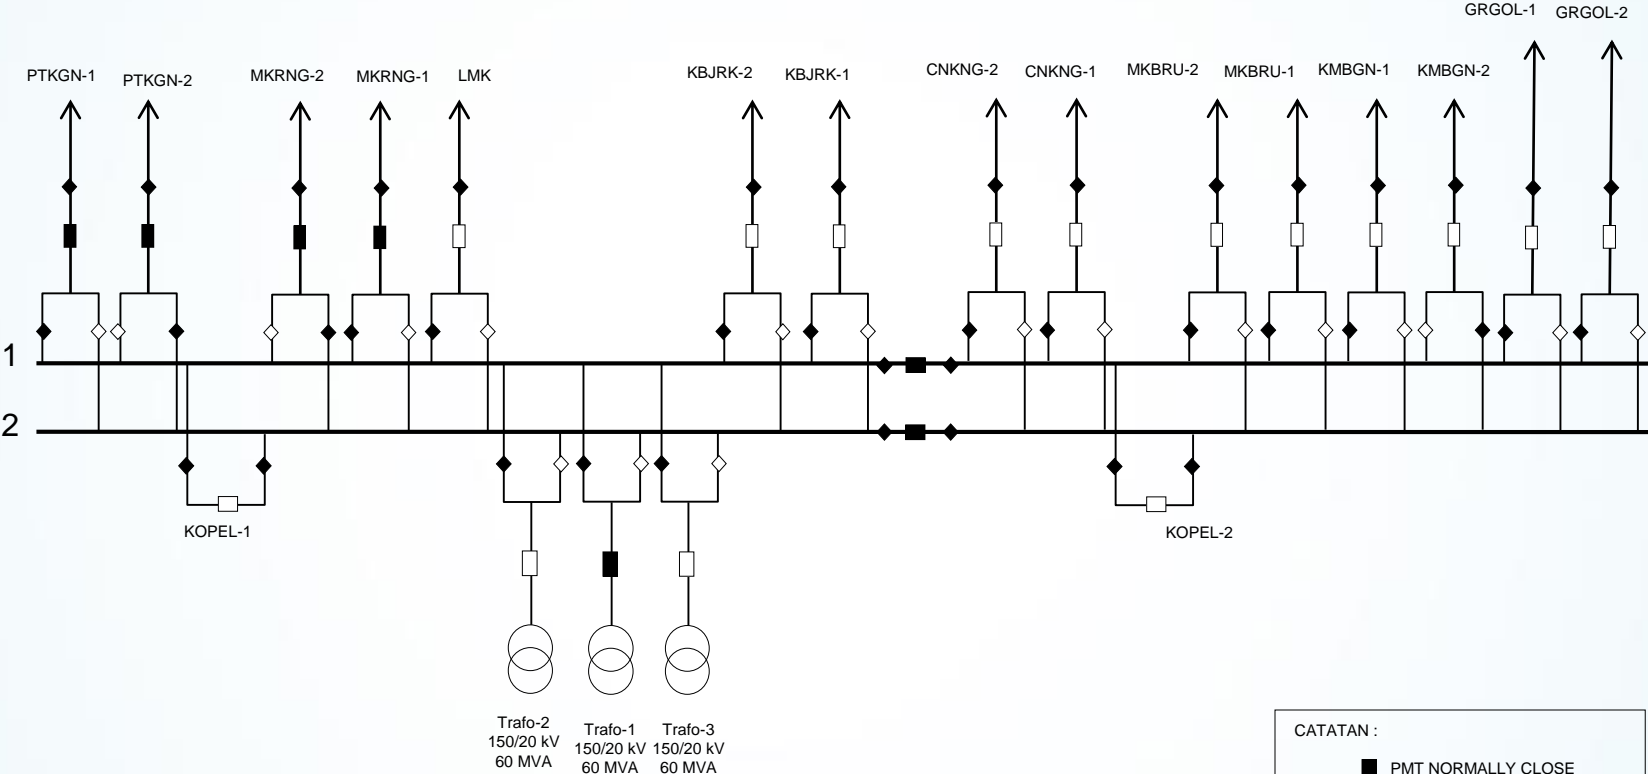 GRGOL-1
GRGOL-2
PTKGN-1
PTKGN-2
MKRNG-2
MKRNG-1
LMK
KBJRK-2
KBJRK-1
CNKNG-2
CNKNG-1
MKBRU-2
MKBRU-1
KMBGN-1
KMBGN-2
1
2
KOPEL-1
KOPEL-2
Trafo-2
150/20 kV
60 MVA
Trafo-1
150/20 kV
60 MVA
Trafo-3
150/20 kV
60 MVA
CATATAN :
PMT NORMALLY CLOSE